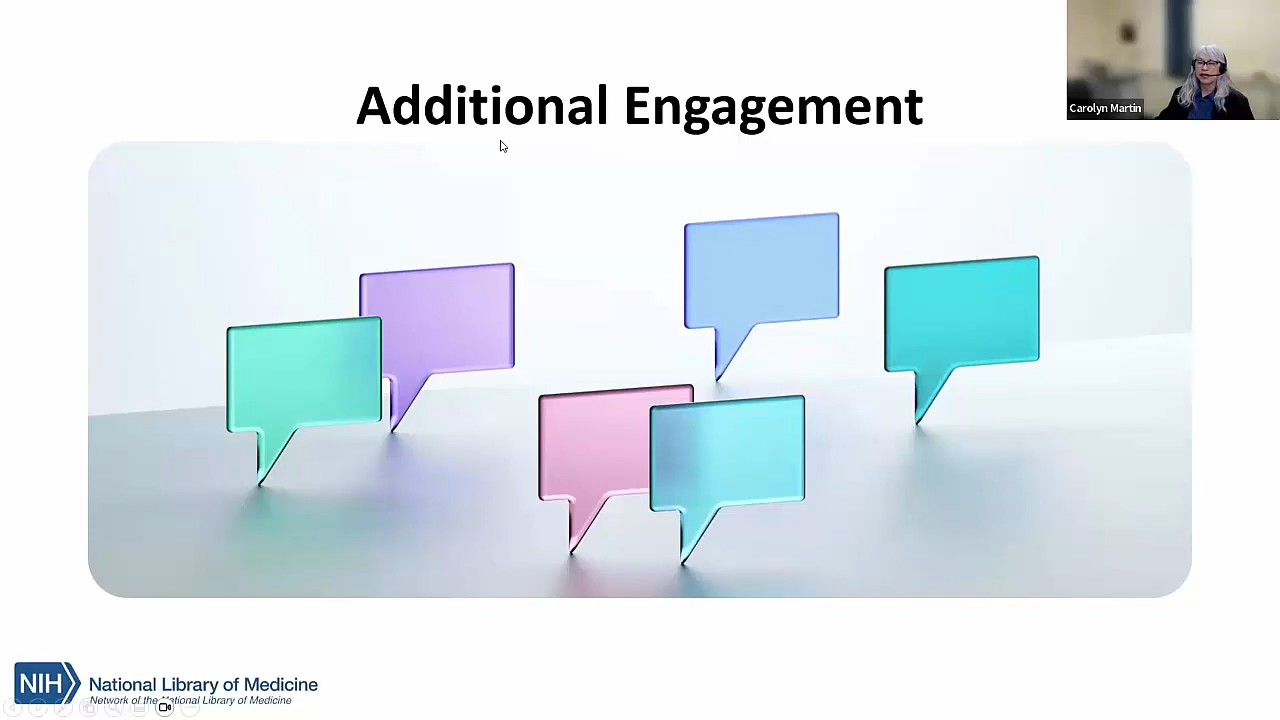 Additional Engagement
Carolyn Martin
NIH
National Library of Medicine
Network of the National Library of Medicine